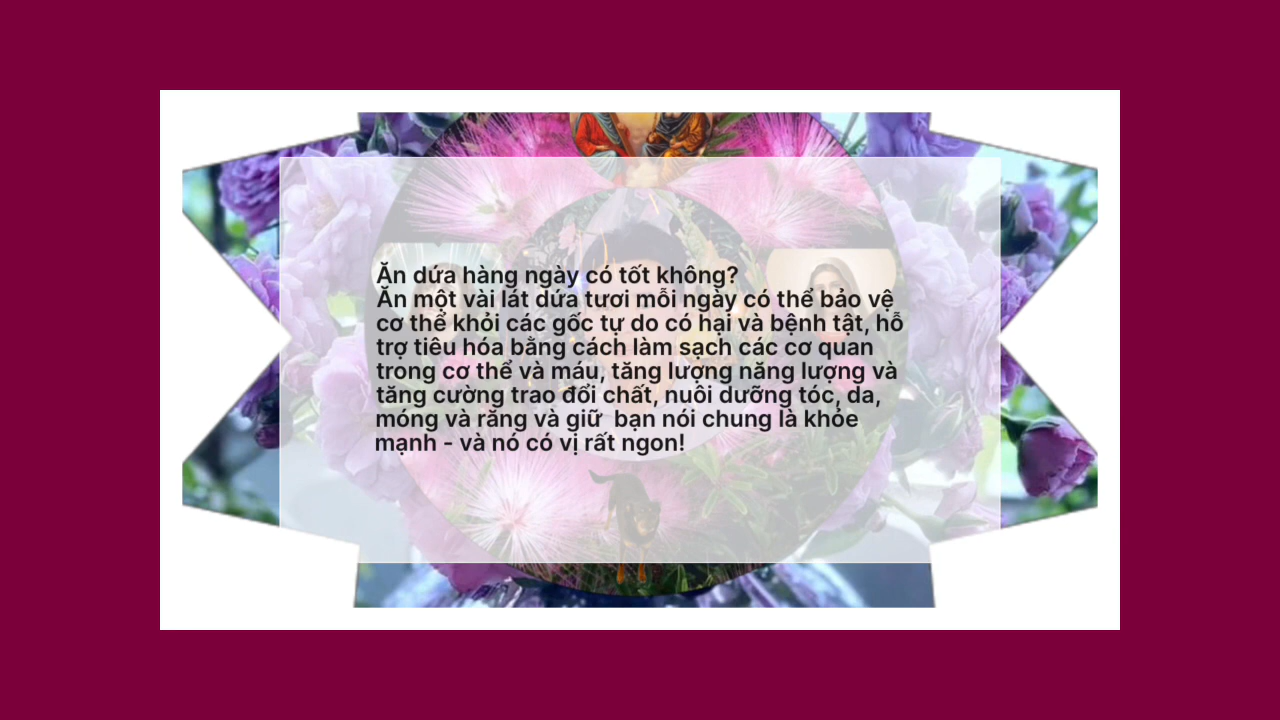 Ăn dứa hàng ngày có tốt không?
Ăn một vài lát dứa tươi mỗi ngày có thể bảo vệ
cơ thể khỏi các gốc tự do có hại và bệnh tật, hỗ
trợ tiêu hóa bằng cách làm sạch các cơ quan
trong cơ thể và máu, tăng lượng năng lượng và
tăng cường trao đổi chất, nuôi dưỡng tóc, da,
móng và răng và giữ  bạn nói chung là khỏe
mạnh - và nó có vị rất ngon!